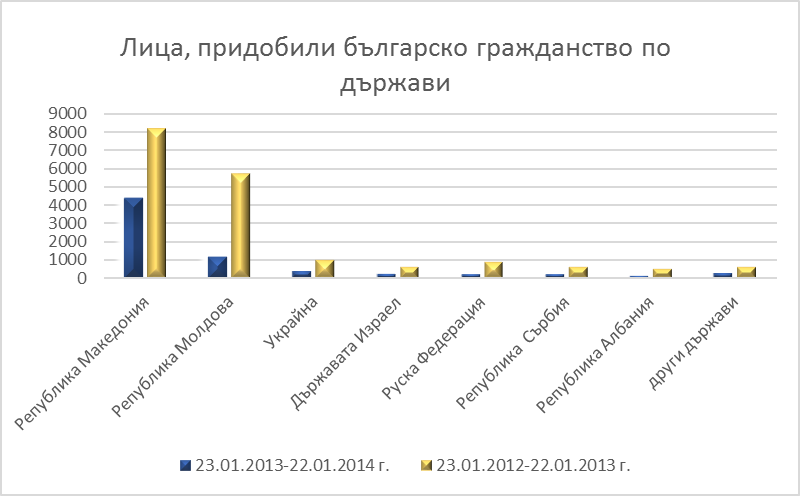 Лица, придобили българско гражданство по
държави
9000
8000
7000
6000
5000
4000
3000
2000
1000
0
Република Македония
Република Молдова
Украйна
Държавата Израел
Руска Федерация
Република Сърбия
Република Албания
други държави
23.01.2013-22.01.2014 г.
23.01.2012-22.01.2013 г.